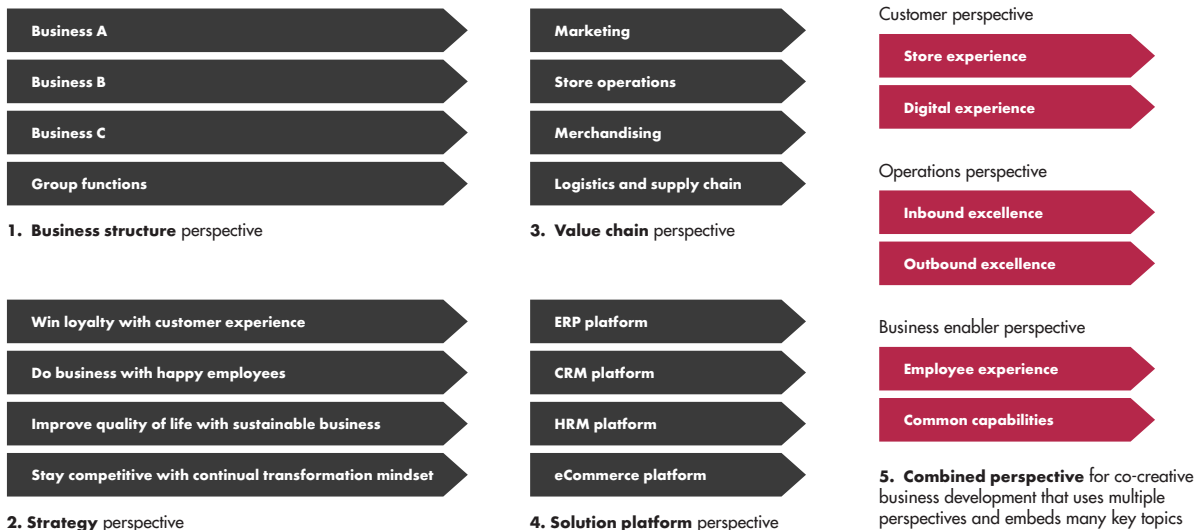 Business A
Business B
Business C
Group functions
1. Business structure perspective
Win loyalty with customer experience
Do business with happy employees
Improve quality of life with sustainable business
Stay competitive with continual transformation mindset
2. Strategy perspective
Marketing
Store operations
Merchandising
Logistics and supply chain
3. Value chain perspective
ERP platform
CRM platform
HRM platform
eCommerce platform
4. Solution platform perspective
Customer perspective
Store experience
Digital experience
Operations perspective
Inbound excellence
Outbound excellence
Business enabler perspective
Employee experience
Common capabilities
5. Combined perspective for co-creative
business development that uses multiple
perspectives and embeds many key topics